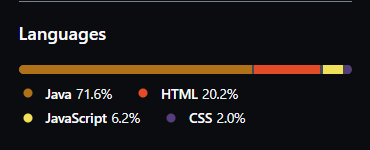 Languages
Java 71.6% HTML 20.2%
JavaScript 6.2% CSS 2.0%